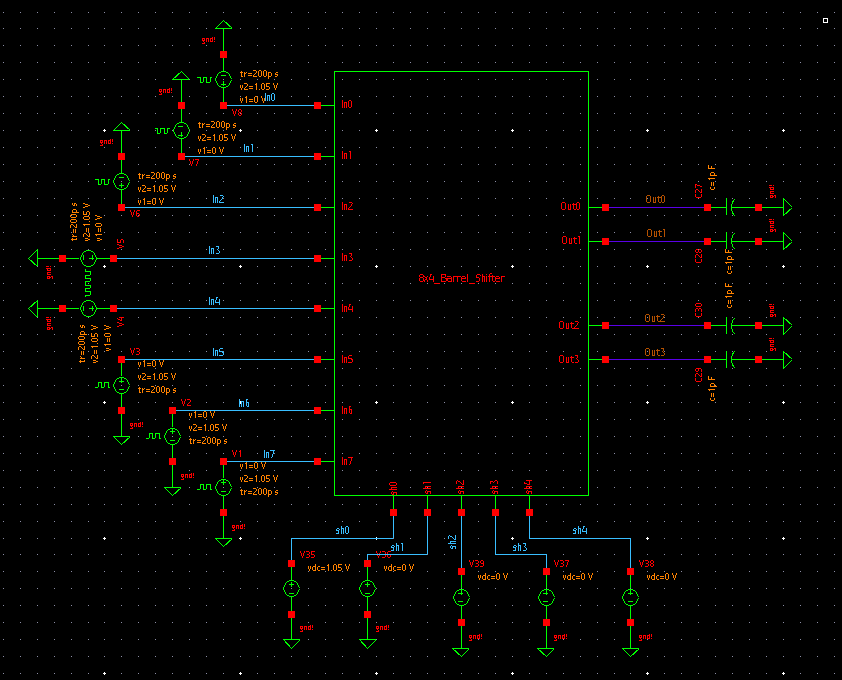 gnd!
tr=200p s
v2=1.05 V
v1=0 V
In0
V8
In0
gnd!
tr=200p s
v2=1.05 V
v1=0 V
In1
V7
In1
gnd!
tr=200p s
v2=1.05 V
v1=0 V
In2
V6
In2
tr=200p s
v2=1.05 V
v1=0 V
V5
In3
In3
gnd!
In4
In4
gnd!
V4
tr=200p s
v2=1.05 V
v1=0 V
V3
In5
In5
v1=0 V
v2=1.05 V
tr=200p s
gnd!
V2
In6
In6
v1=0 V
v2=1.05 V
tr=200p s
gnd!
V1
In7
In7
v1=0 V
v2=1.05 V
tr=200p s
gnd!
8x4_Barrel_Shifter
Out0
Out0
C27
c=1p F
gnd!
Out1
Out1
C28
c=1p F
gnd!
Out2
Out2
C30
c=1p F
gnd!
Out3
Out3
C29
c=1p F
gnd!
sh0
sh1
sh2
sh3
sh4
sh0
sh1
sh2
sh3
sh4
V35
vdc=1.05 V
gnd!
V36
vdc=0 V
gnd!
V39
vdc=0 V
gnd!
V37
vdc=0 V
gnd!
V38
vdc=0 V
gnd!